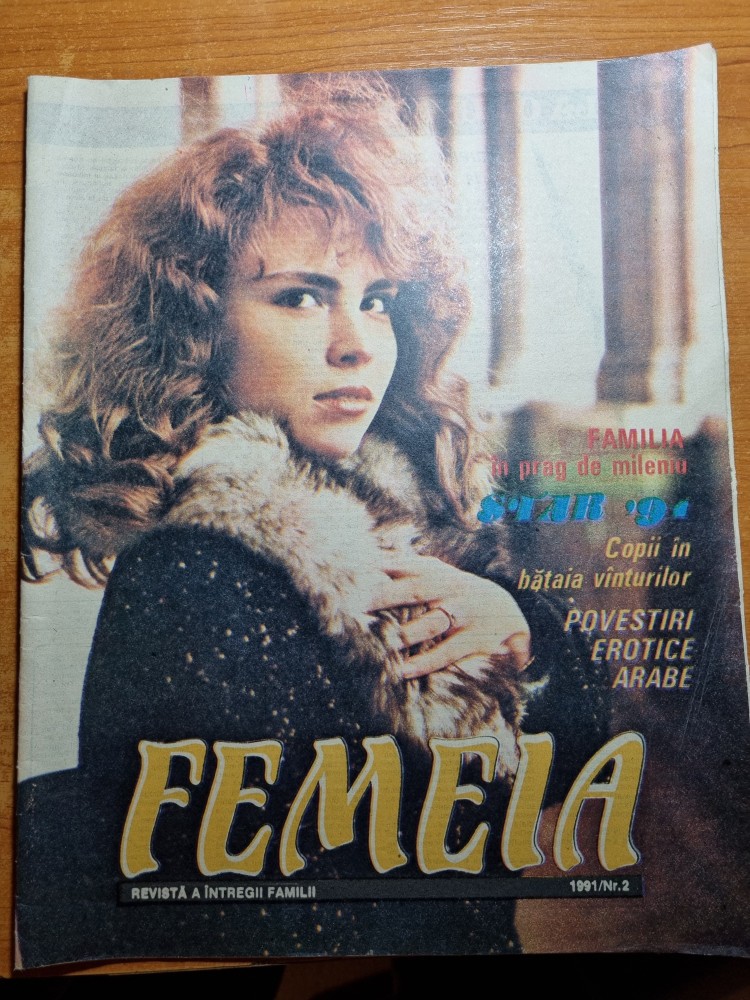 FAMILIA
în prag de mileniu
STAR '91
Copii în
bătaia vînturilor
POVESTIRI
EROTICE
ARABE
FEMEIA
REVISTĂ A ÎNTREGII FAMILII
1991/Nr.2